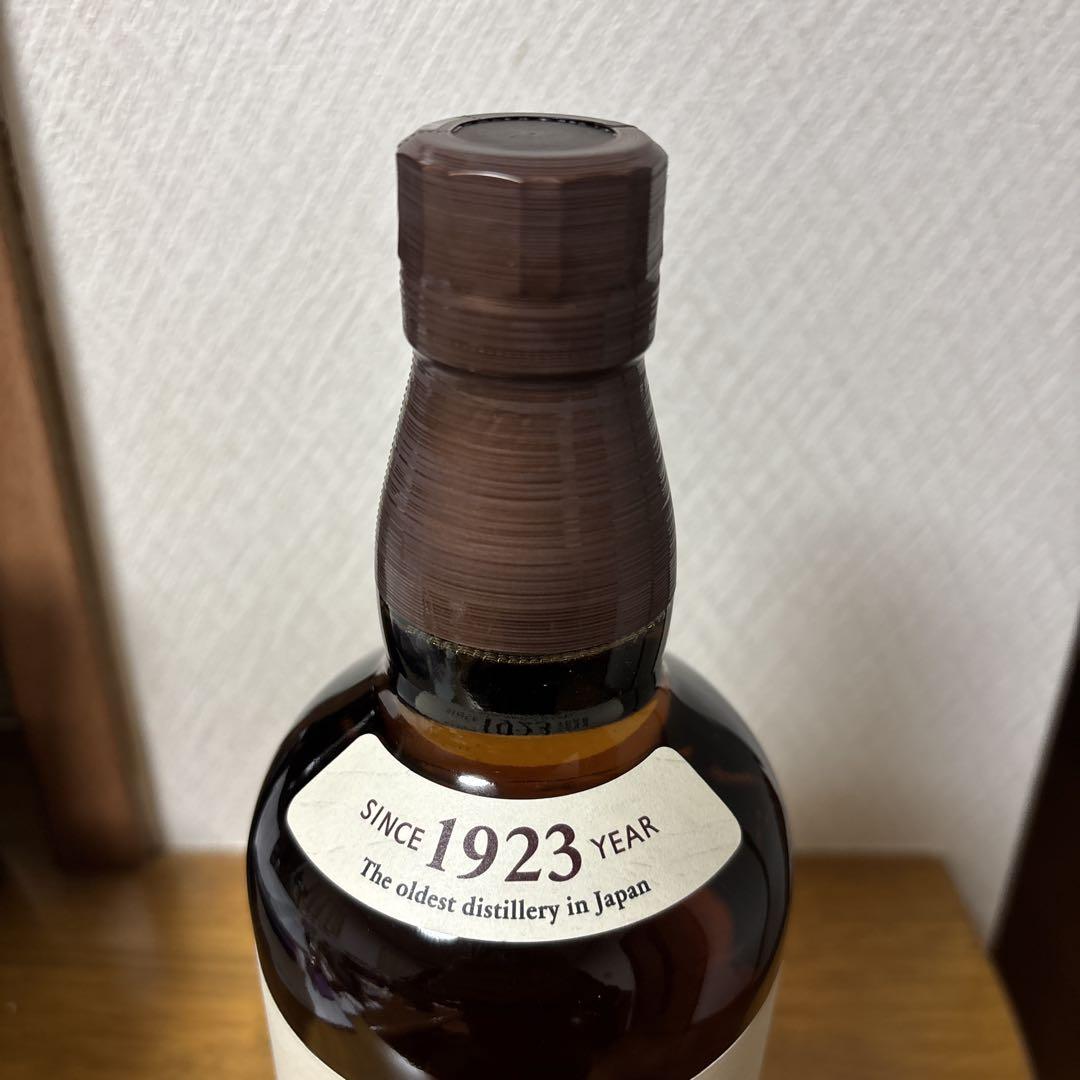 SINCE 1923 YEAR
The oldest distillery in Japan